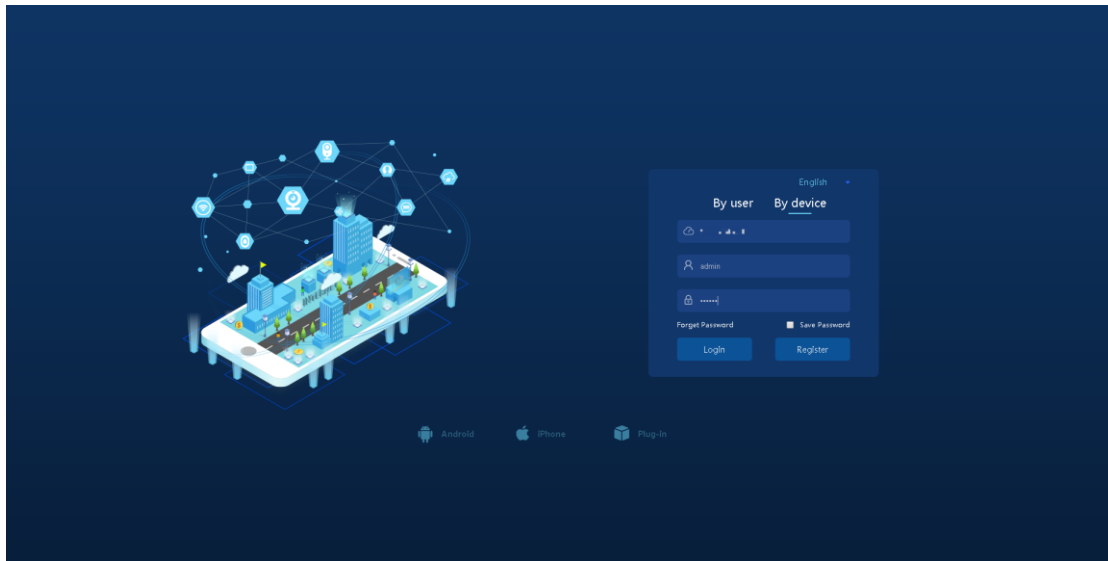 English
By user By device
admin
••••••
Forget Password Save Password
Login Register
Android iPhone Plug-in